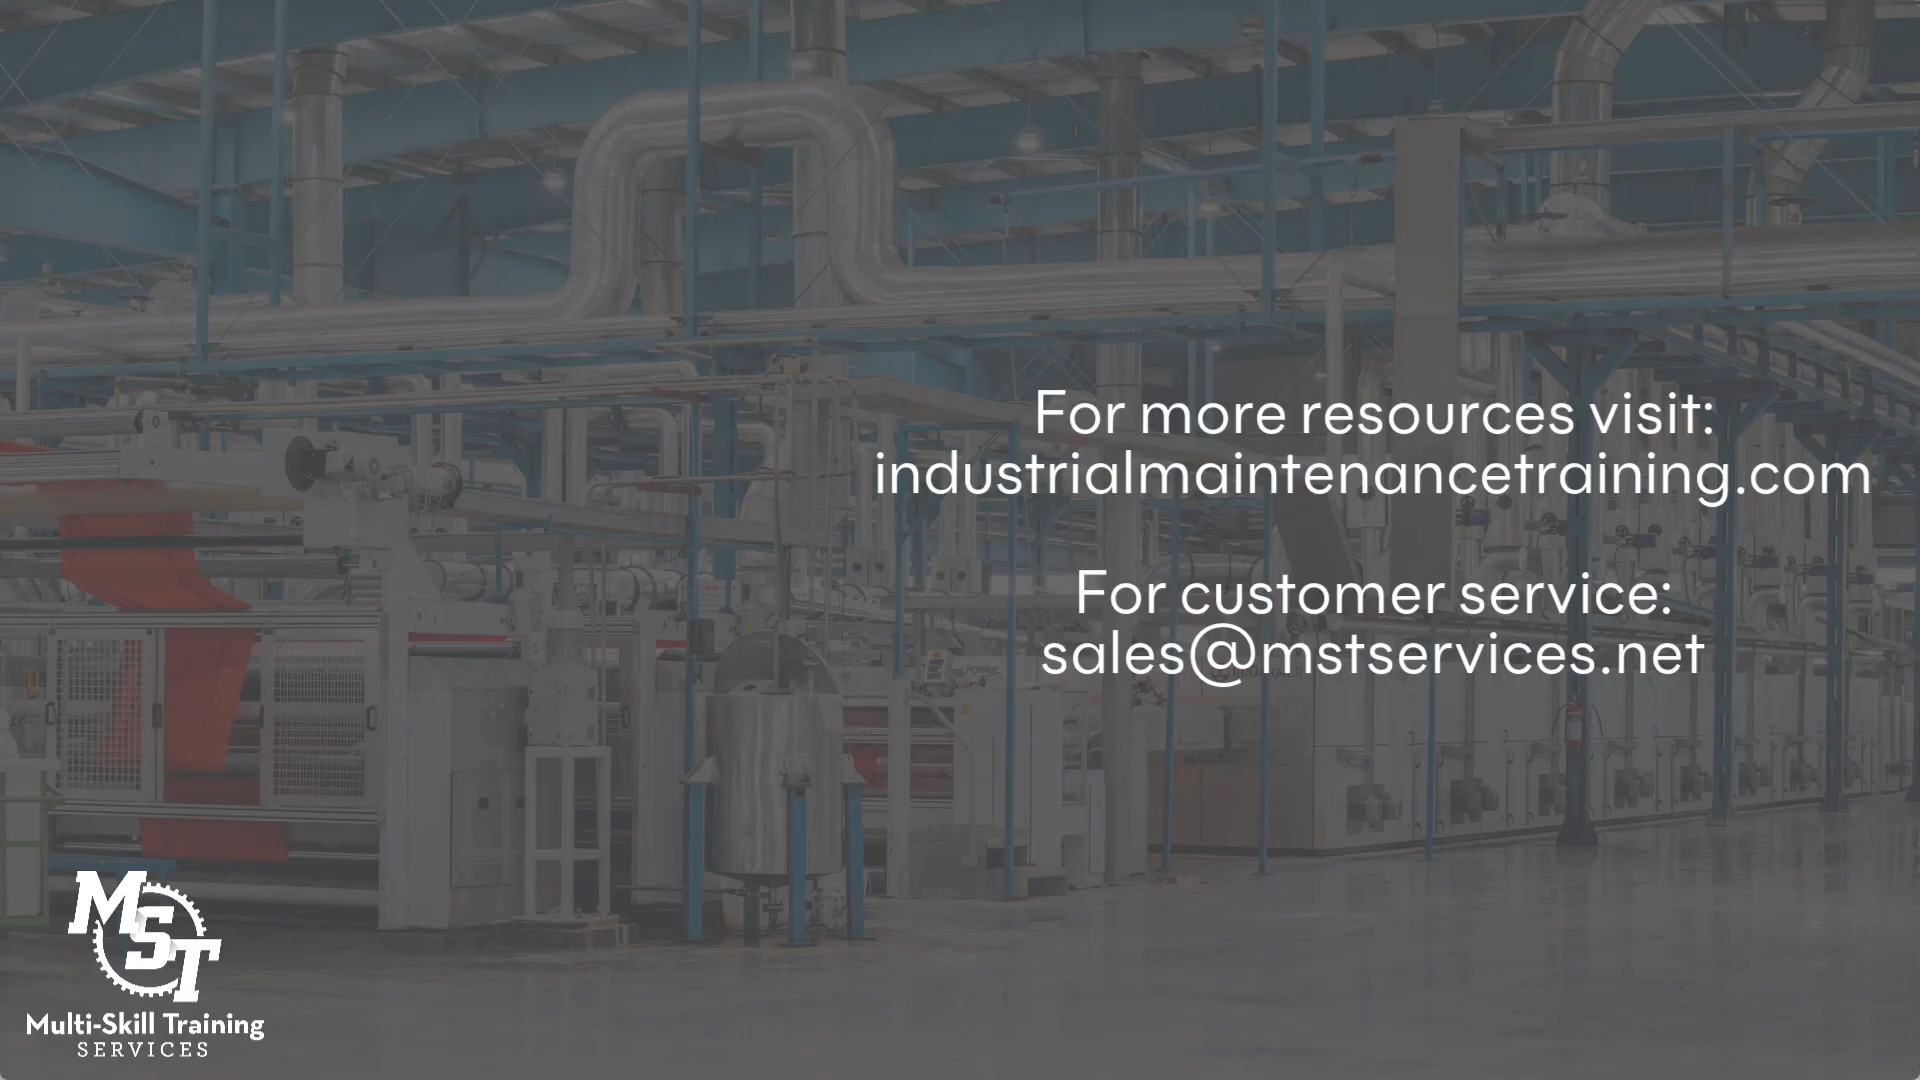 For more resources visit:
industrialmaintenancetraining.com
For customer service:
sales@mstservices.net
MST
Multi-Skill Training
SERVICES